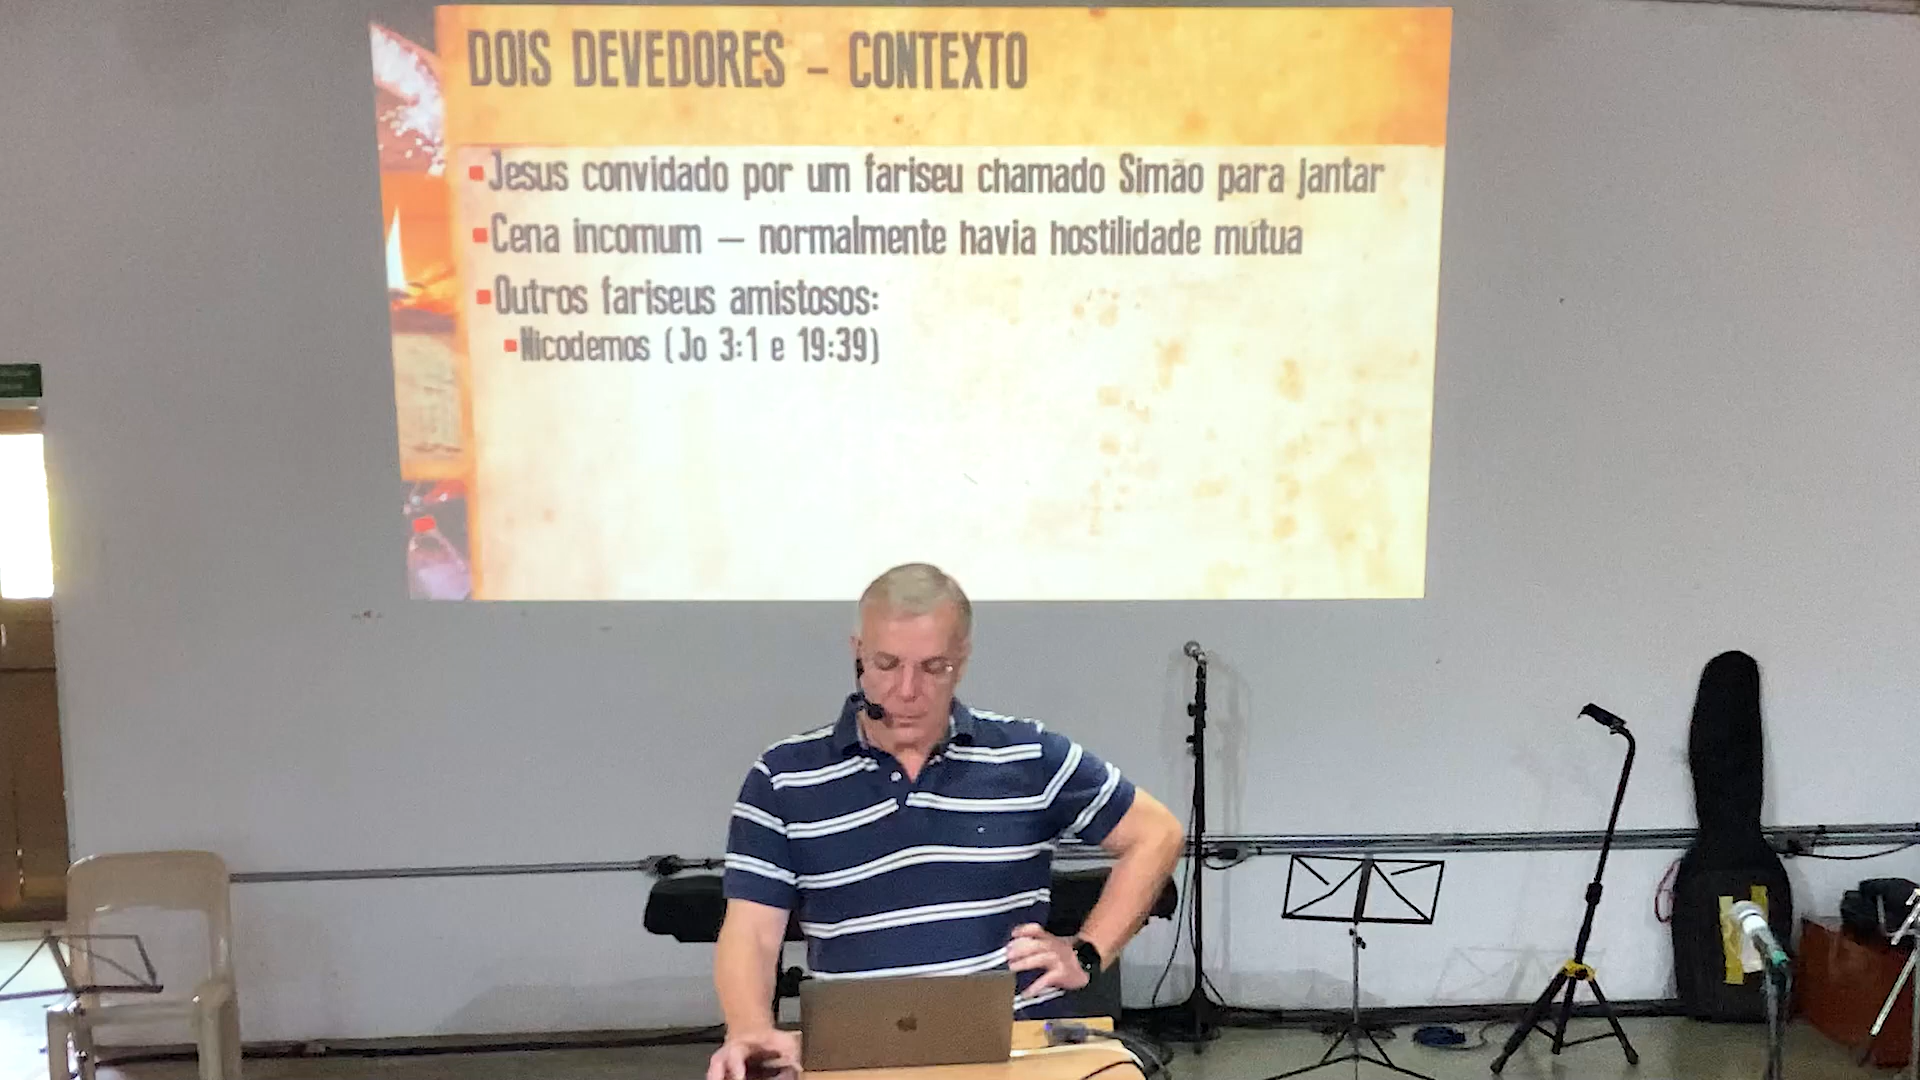 DOIS DEVEDORES – CONTEXTO
▪Jesus convidado por um fariseu chamado Simão para jantar
▪Cena incomum – normalmente havia hostilidade mútua
▪Outros fariseus amistosos:
▪Nicodemos (Jo 3:1 e 19:39)